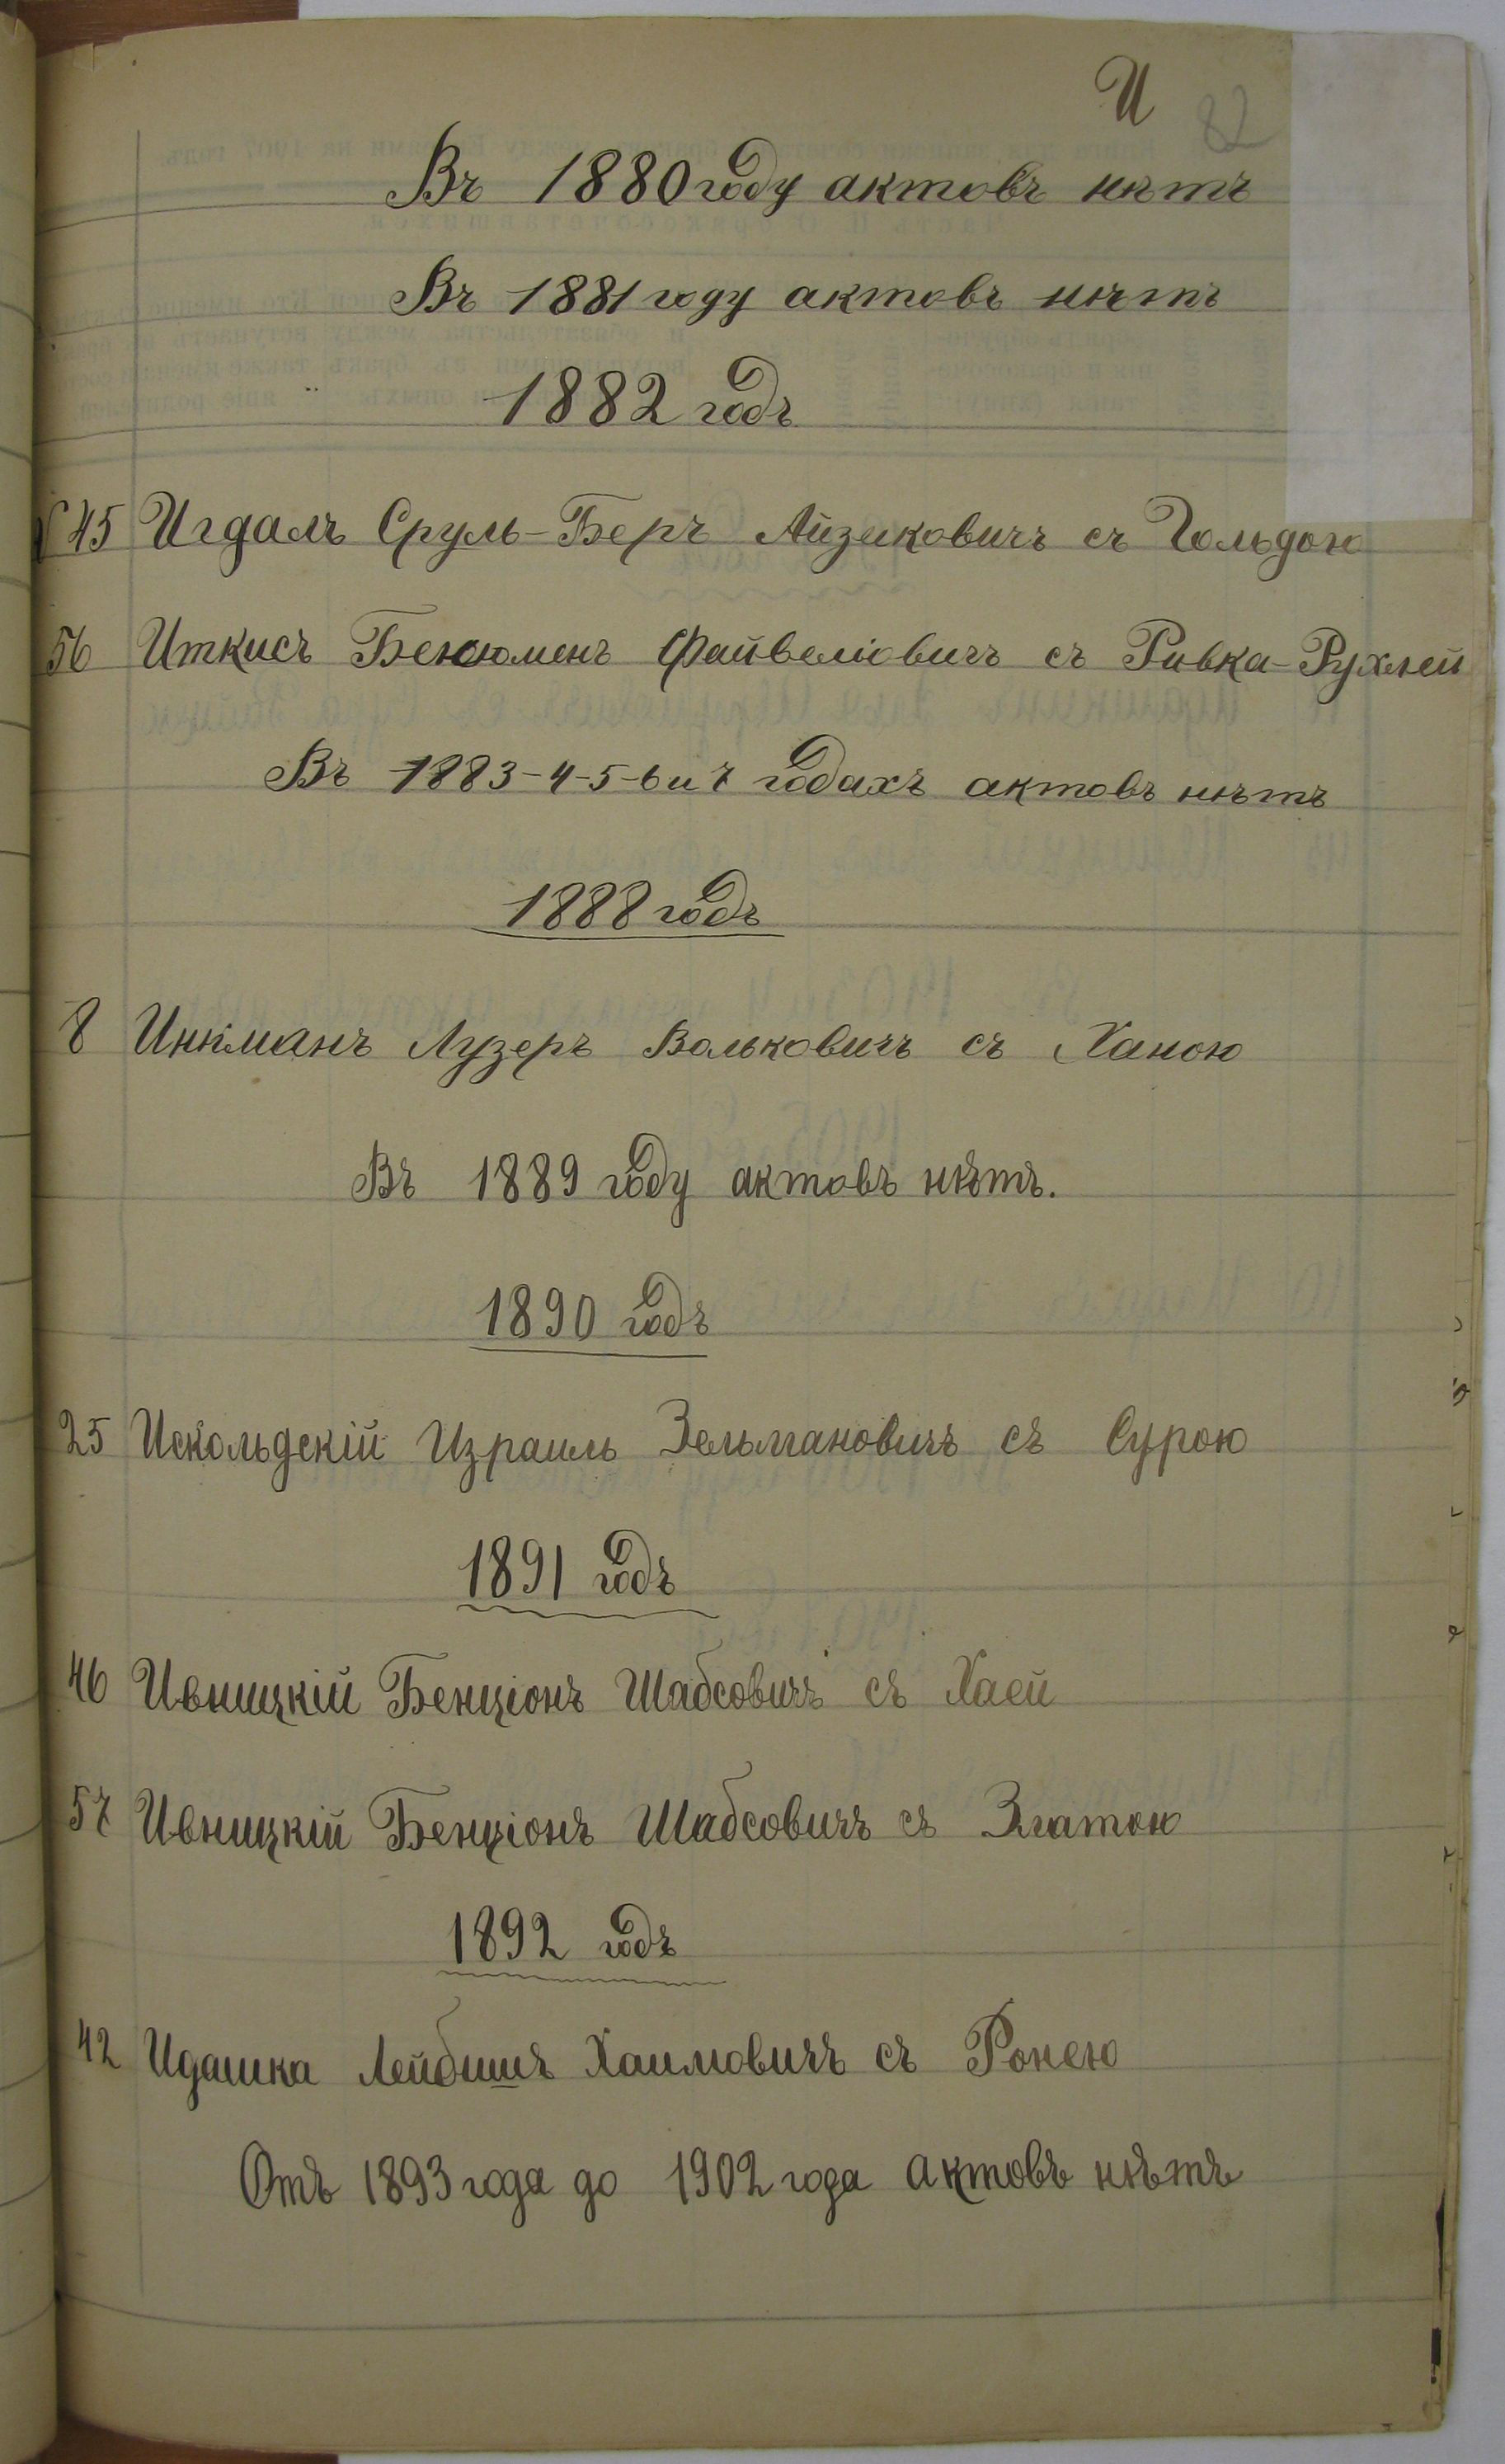 И 82
Въ 1880 году актовъ нѣтъ
Въ 1881 году актовъ нѣтъ
1882 годъ
№ 45 Игдалъ Сруль-Беръ Айзиковичъ съ Гольдою
56 Иткисъ Бенюменъ Файвеліовичъ съ Ривка-Рухлей
Въ 1883-4-5-6 и 7 годахъ актовъ нѣтъ
1888 годъ
8 Инкманъ Лузеръ Вольковичъ съ Ханою
Въ 1889 году актовъ нѣтъ.
1890 годъ
25 Искольдскій Израиль Зельмановичъ съ Сурою
1891 годъ
46 Ивницкій Бенціонъ Шабсовичъ съ Хаей
57 Ивницкій Бенціонъ Шабсовичъ съ Златою
1892 годъ
42 Идашка Лейбишъ Хаимовичъ съ Ронею
Отъ 1893 года до 1902 года актовъ нѣтъ